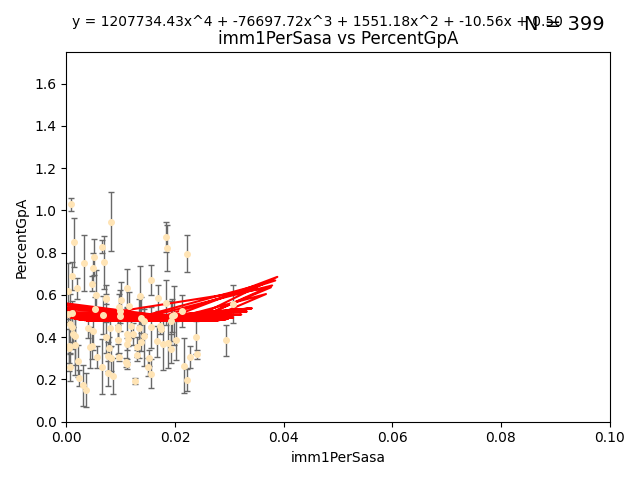 y = 1207734.43x^4 + -76697.72x^3 + 1551.18x^2 + -10.56x + 0.50
N = 399
imm1PerSasa vs PercentGpA
1.6
1.4
1.2
1.0
0.8
0.6
0.4
0.2
0.0
PercentGpA
0.00 0.02 0.04 0.06 0.08 0.10
imm1PerSasa